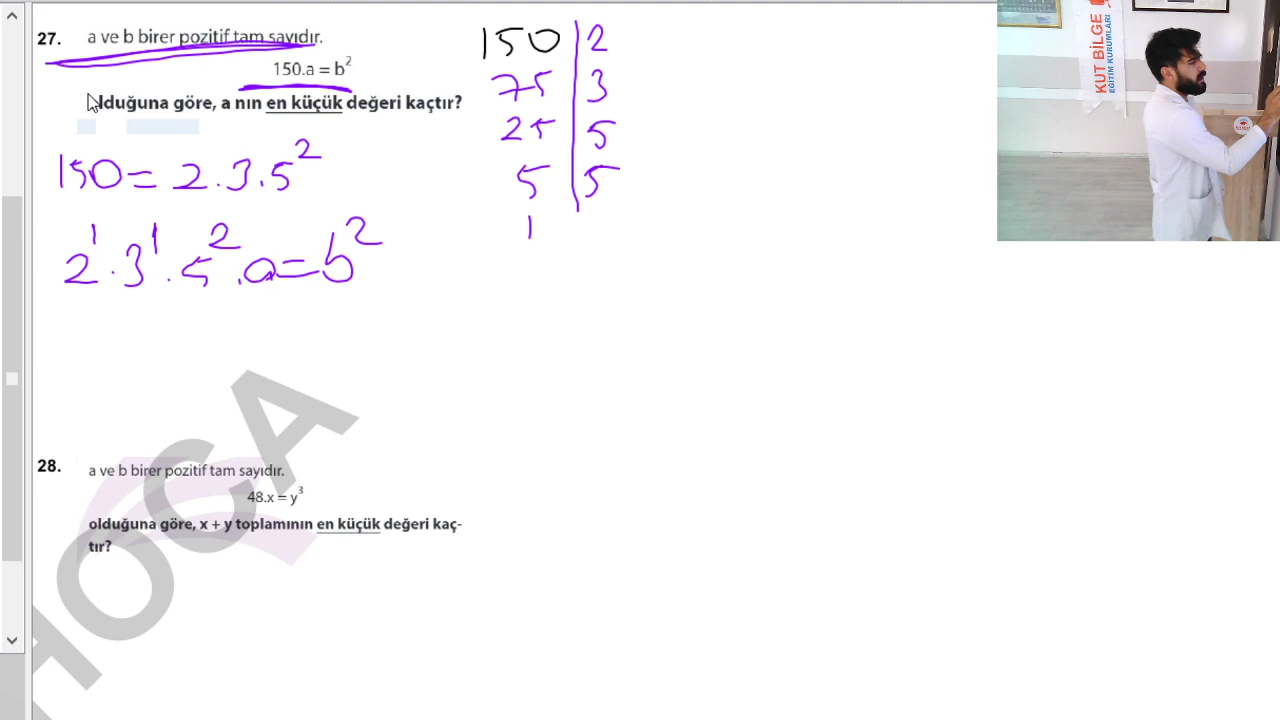 27. a ve b birer pozitif tam sayıdır.
150.a = b²
olduğuna göre, a nın en küçük değeri kaçtır?
150 = 2.3.5²
2¹.3¹.5².a=b²
150 | 2
75 | 3
25 | 5
5 | 5
1
KUT BİLGE
EĞİTİM KURUMLARI
28. a ve b birer pozitif tam sayıdır.
48.x = y³
olduğuna göre, x + y toplamının en küçük değeri kaç-
tır?
HOCA